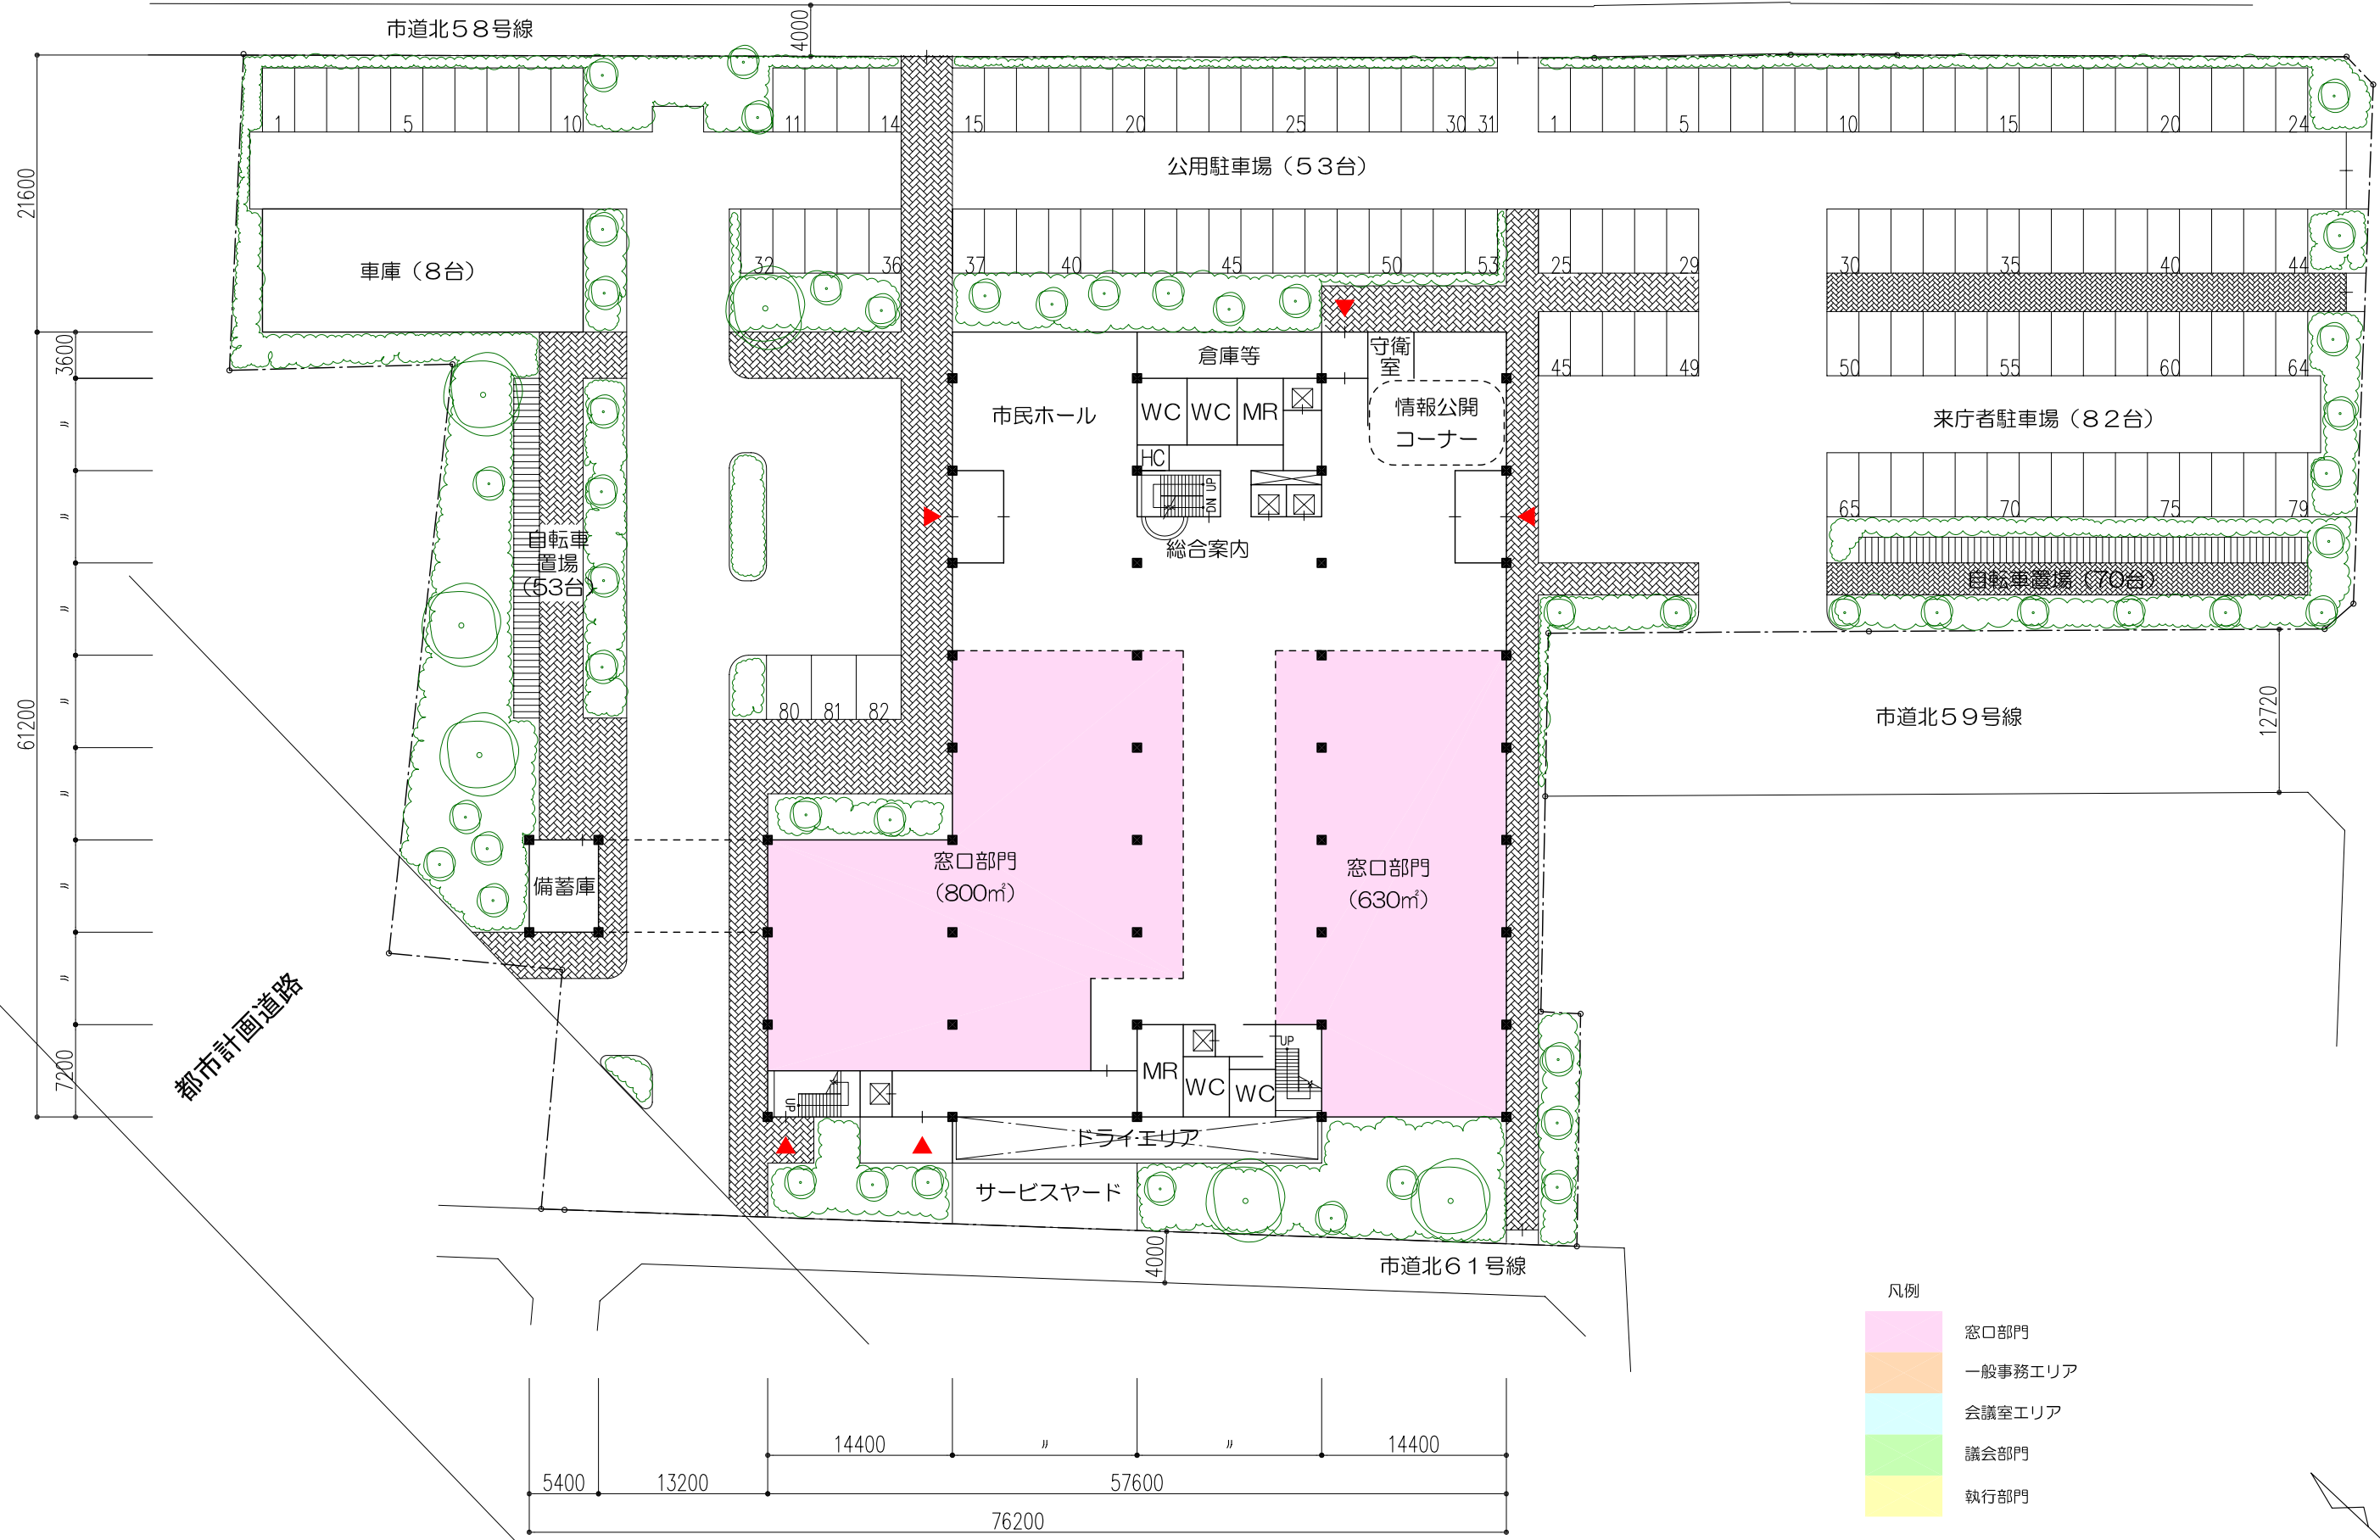 市道北58号線
4000
1 5 10 11 14 15 20 25 30 31 1 5 10 15 20 24
公用駐車場（53台）
21600
車庫（8台）
32 36 37 40 45 50 53 25 29 30 35 40 44
3600
倉庫等
守衛
室
45 49 50 55 60 64
市民ホール
WC WC MR
情報公開
コーナー
来庁者駐車場（82台）
〃
HC
UP
DN
65 70 75 79
〃
自転車
置場
（53台）
総合案内
自転車置場（70台）
〃
61200
〃
80 81 82
市道北59号線
12720
〃
窓口部門
（800㎡）
窓口部門
（630㎡）
〃
備蓄庫
〃
都市計画道路
7200
UP
MR
WC
WC
UP
ドライエリア
サービスヤード
4000
市道北61号線
凡例
窓口部門
一般事務エリア
会議室エリア
議会部門
執行部門
14400 〃 〃 14400
5400 13200 57600
76200